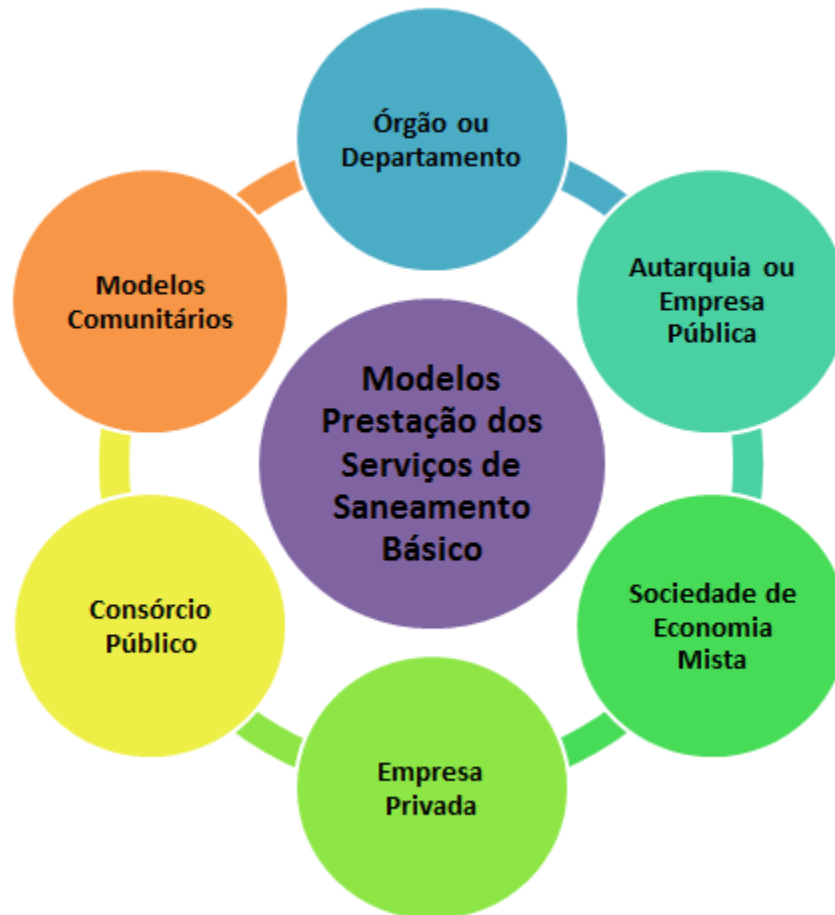 Órgão ou
Departamento
Autarquia ou
Empresa
Pública
Sociedade de
Economia
Mista
Empresa
Privada
Consórcio
Público
Modelos
Comunitários
Modelos
Prestação dos
Serviços de
Saneamento
Básico